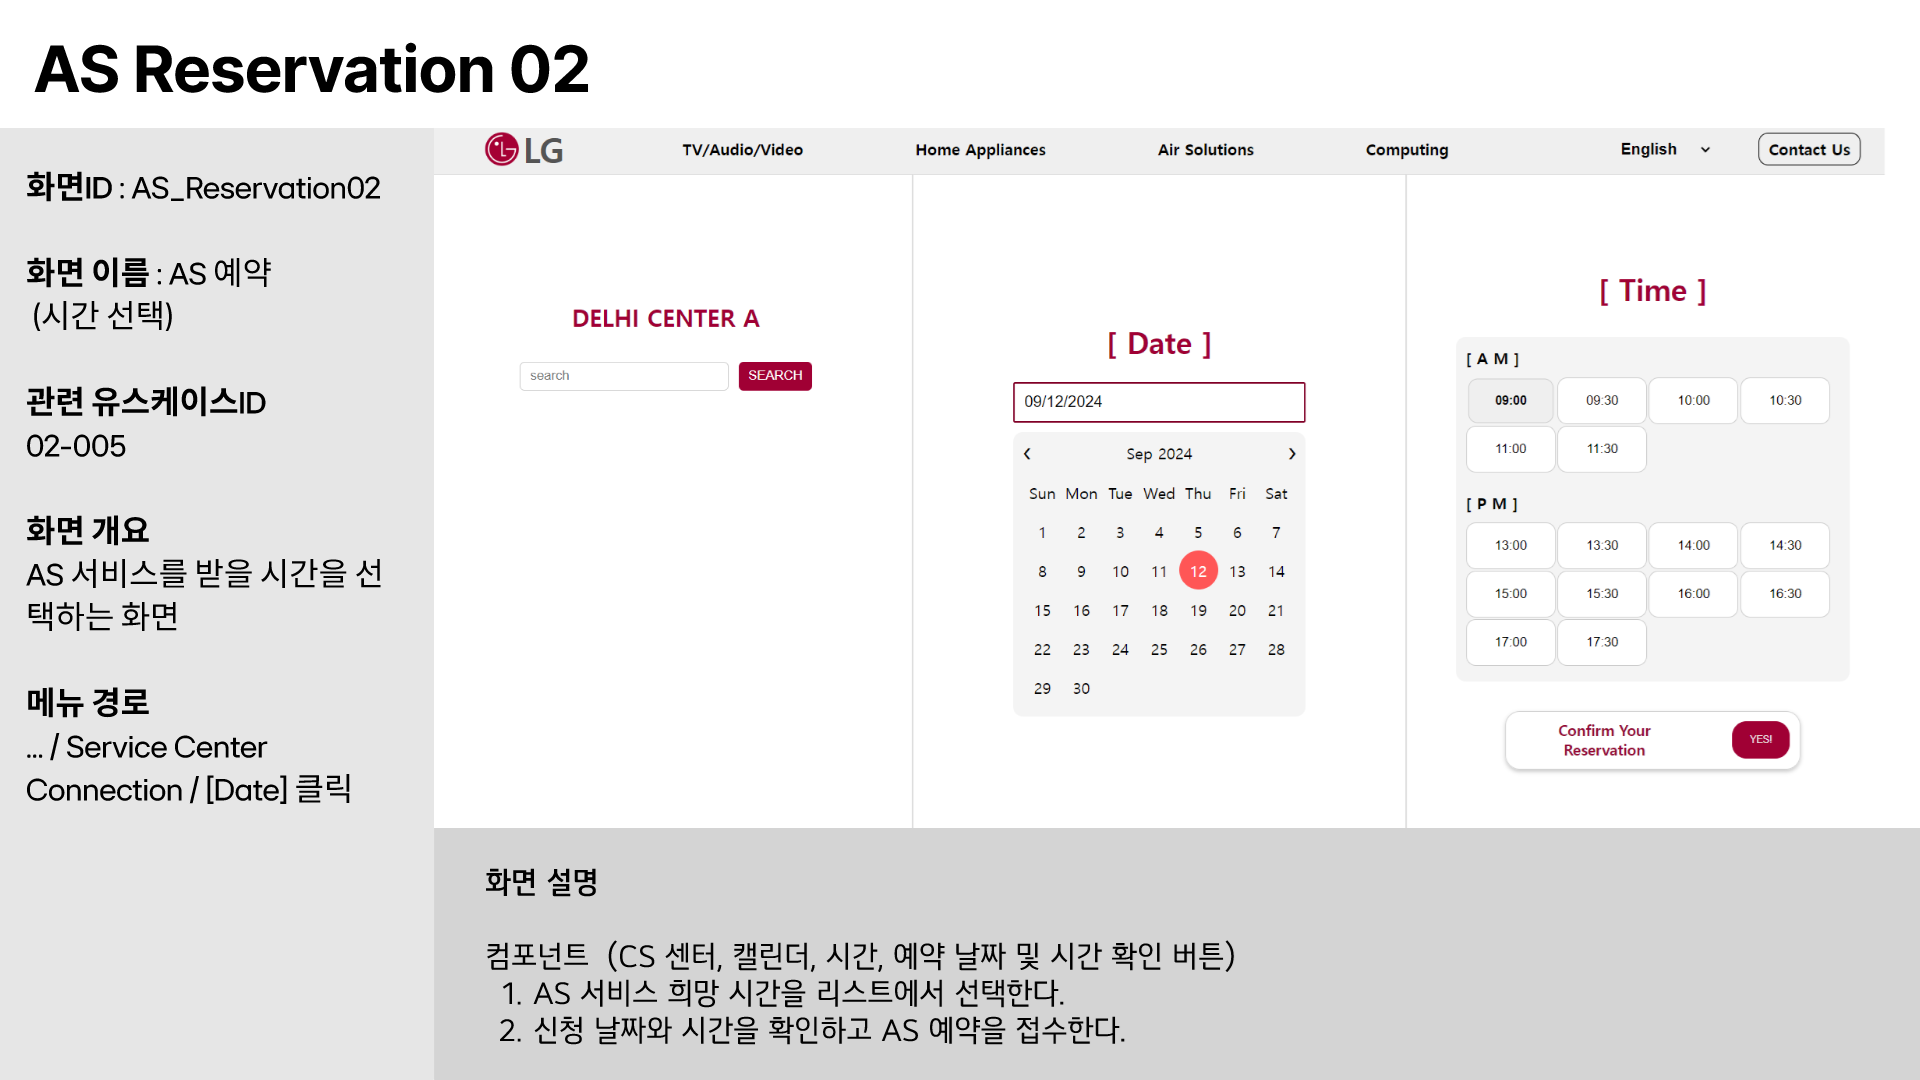 AS Reservation 02
화면ID : AS_Reservation02
화면 이름 : AS 예약
(시간 선택)
관련 유스케이스ID
02-005
화면 개요
AS 서비스를 받을 시간을 선
택하는 화면
메뉴 경로
... / Service Center
Connection / [Date] 클릭
LG
TV/Audio/Video
Home Appliances
Air Solutions
Computing
English
Contact Us
DELHI CENTER A
search
SEARCH
[ Date ]
09/12/2024
‹ Sep 2024 ›
Sun Mon Tue Wed Thu Fri Sat
1 2 3 4 5 6 7
8 9 10 11 12 13 14
15 16 17 18 19 20 21
22 23 24 25 26 27 28
29 30
[ Time ]
[ A M ]
09:00 09:30 10:00 10:30
11:00 11:30
[ P M ]
13:00 13:30 14:00 14:30
15:00 15:30 16:00 16:30
17:00 17:30
Confirm Your
Reservation
YES!
화면 설명
컴포넌트 (CS 센터, 캘린더, 시간, 예약 날짜 및 시간 확인 버튼)
1. AS 서비스 희망 시간을 리스트에서 선택한다.
2. 신청 날짜와 시간을 확인하고 AS 예약을 접수한다.